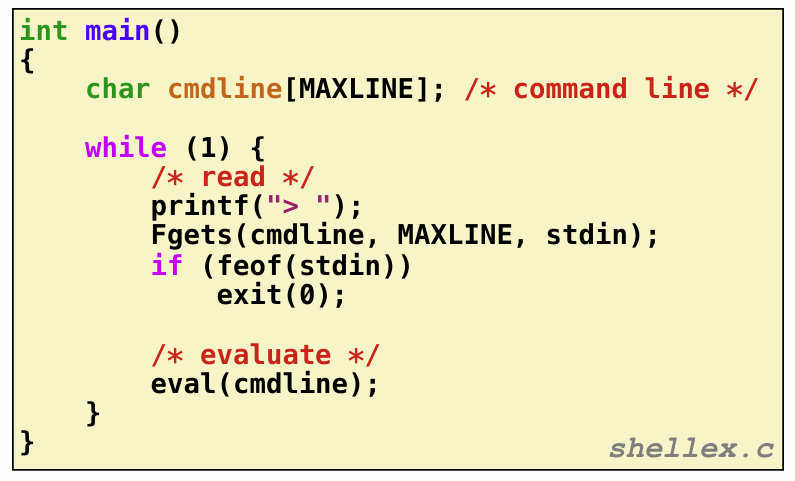 int main()
{
    char cmdline[MAXLINE]; /* command line */
    while (1) {
        /* read */
        printf("> ");
        Fgets(cmdline, MAXLINE, stdin);
        if (feof(stdin))
            exit(0);
        /* evaluate */
        eval(cmdline);
    }
}
shellex.c